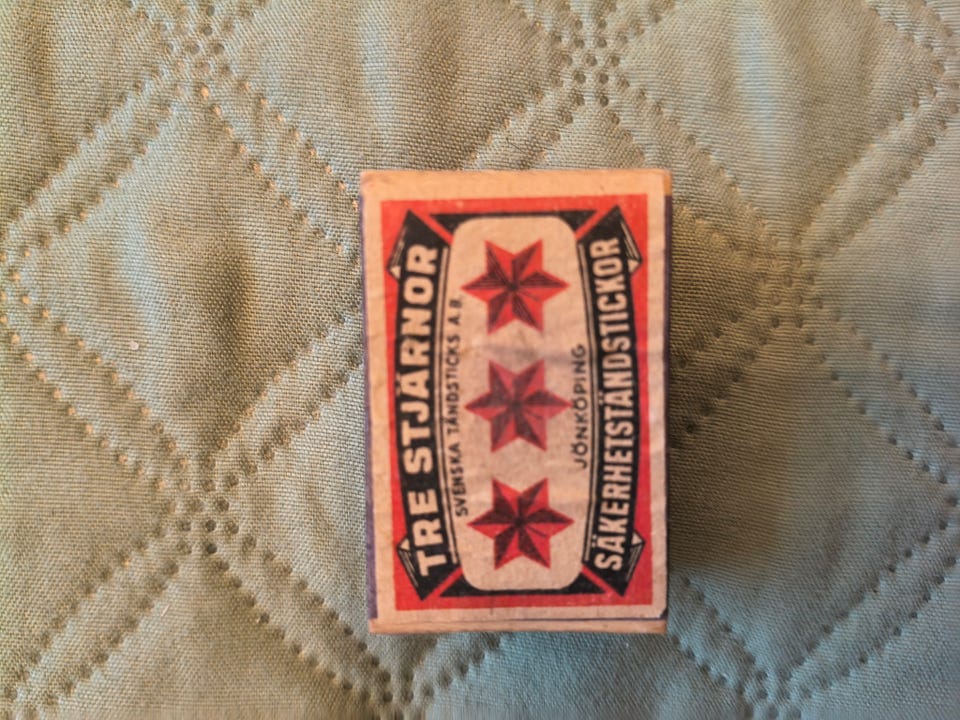 TRE STJÄRNOR
SVENSKA TÄNDSTICKS A.B.
JÖNKÖPING
SÄKERHETSTÄNDSTICKOR